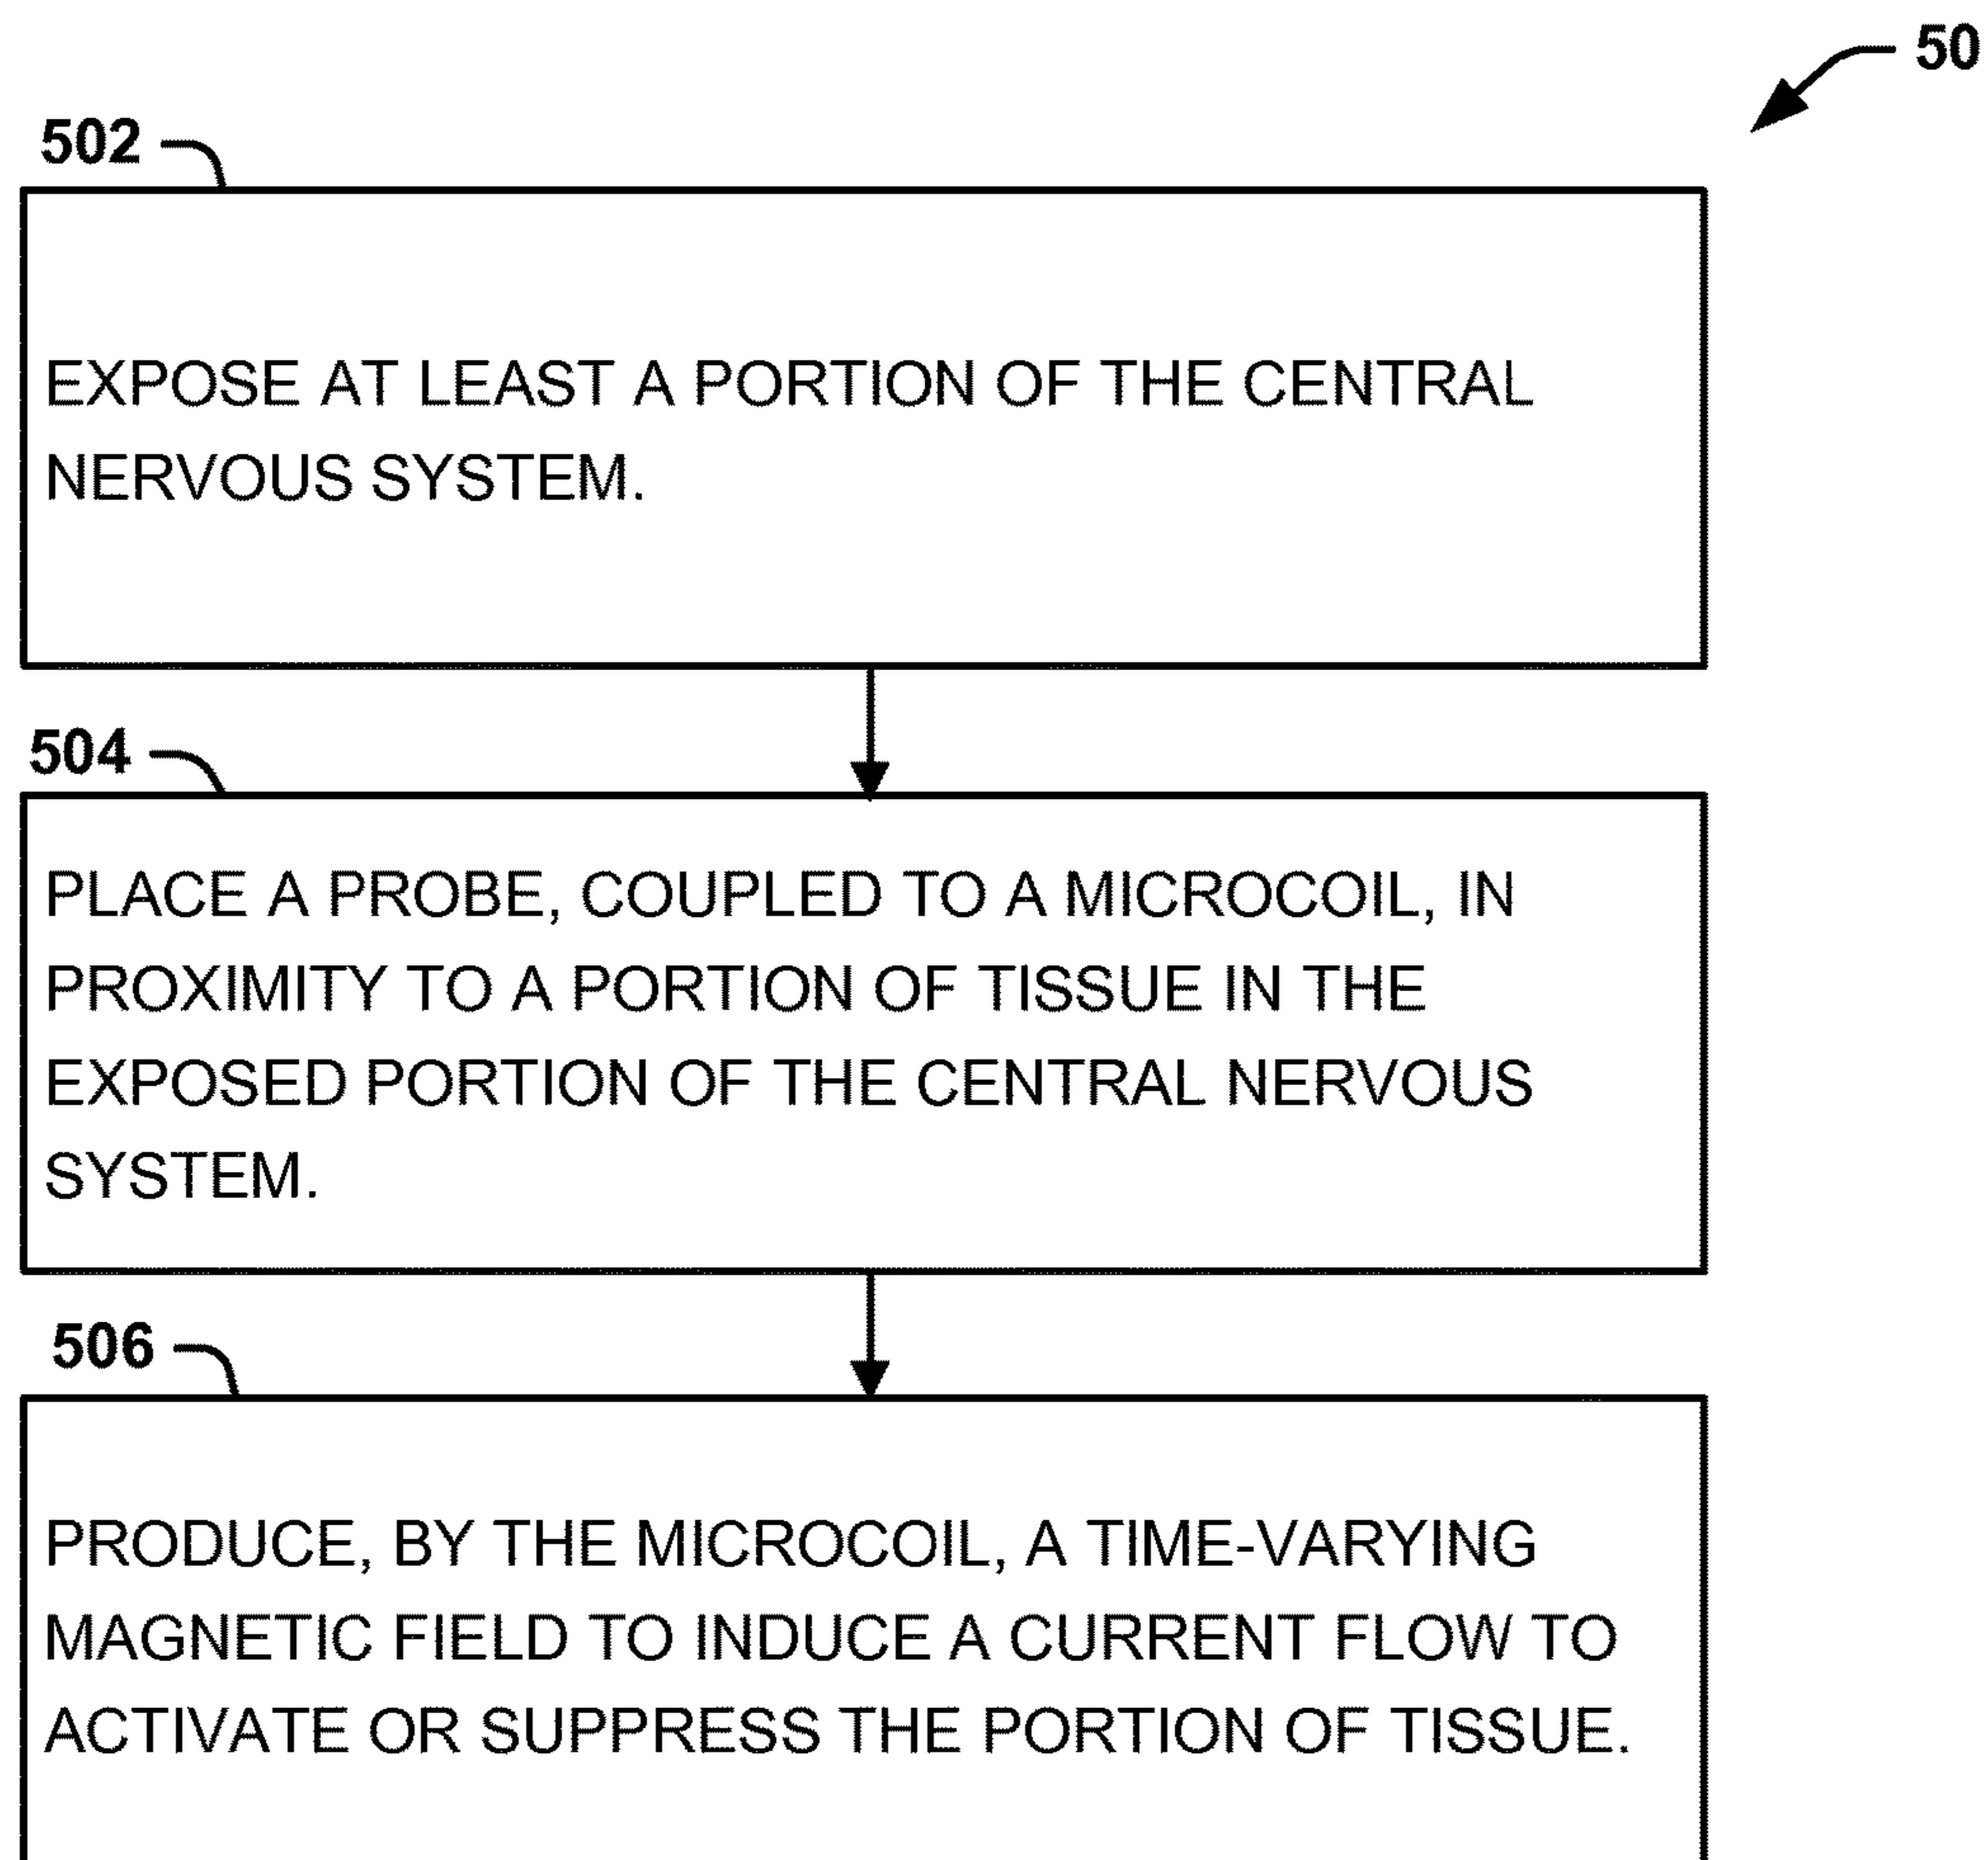 50
502
EXPOSE AT LEAST A PORTION OF THE CENTRAL
NERVOUS SYSTEM.
504
PLACE A PROBE, COUPLED TO A MICROCOIL, IN
PROXIMITY TO A PORTION OF TISSUE IN THE
EXPOSED PORTION OF THE CENTRAL NERVOUS
SYSTEM.
506
PRODUCE, BY THE MICROCOIL, A TIME-VARYING
MAGNETIC FIELD TO INDUCE A CURRENT FLOW TO
ACTIVATE OR SUPPRESS THE PORTION OF TISSUE.